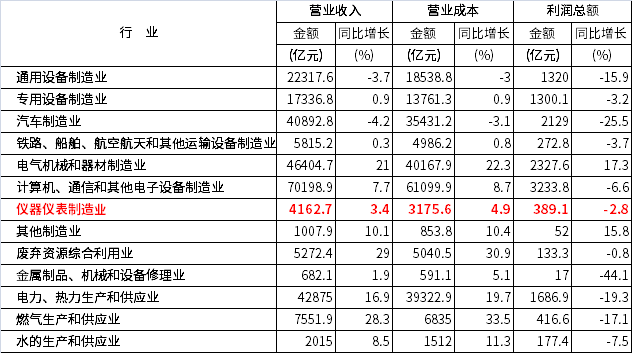 行 业 营业收入 营业成本 利润总额
金额 同比增长 金额 同比增长 金额 同比增长
(亿元) (%) (亿元) (%) (亿元) (%)
通用设备制造业 22317.6 -3.7 18538.8 -3 1320 -15.9
专用设备制造业 17336.8 0.9 13761.3 0.9 1300.1 -3.2
汽车制造业 40892.8 -4.2 35431.2 -3.1 2129 -25.5
铁路、船舶、航空航天和其他运输设备制造业 5815.2 0.3 4986.2 0.8 272.8 -3.7
电气机械和器材制造业 46404.7 21 40167.9 22.3 2327.6 17.3
计算机、通信和其他电子设备制造业 70198.9 7.7 61099.9 8.7 3233.8 -6.6
仪器仪表制造业 4162.7 3.4 3175.6 4.9 389.1 -2.8
其他制造业 1007.9 10.1 853.8 10.4 52 15.8
废弃资源综合利用业 5272.4 29 5040.5 30.9 133.3 -0.8
金属制品、机械和设备修理业 682.1 1.9 591.1 5.1 17 -44.1
电力、热力生产和供应业 42875 16.9 39322.9 19.7 1686.9 -19.3
燃气生产和供应业 7551.9 28.3 6835 33.5 416.6 -17.1
水的生产和供应业 2015 8.5 1512 11.3 177.4 -7.5